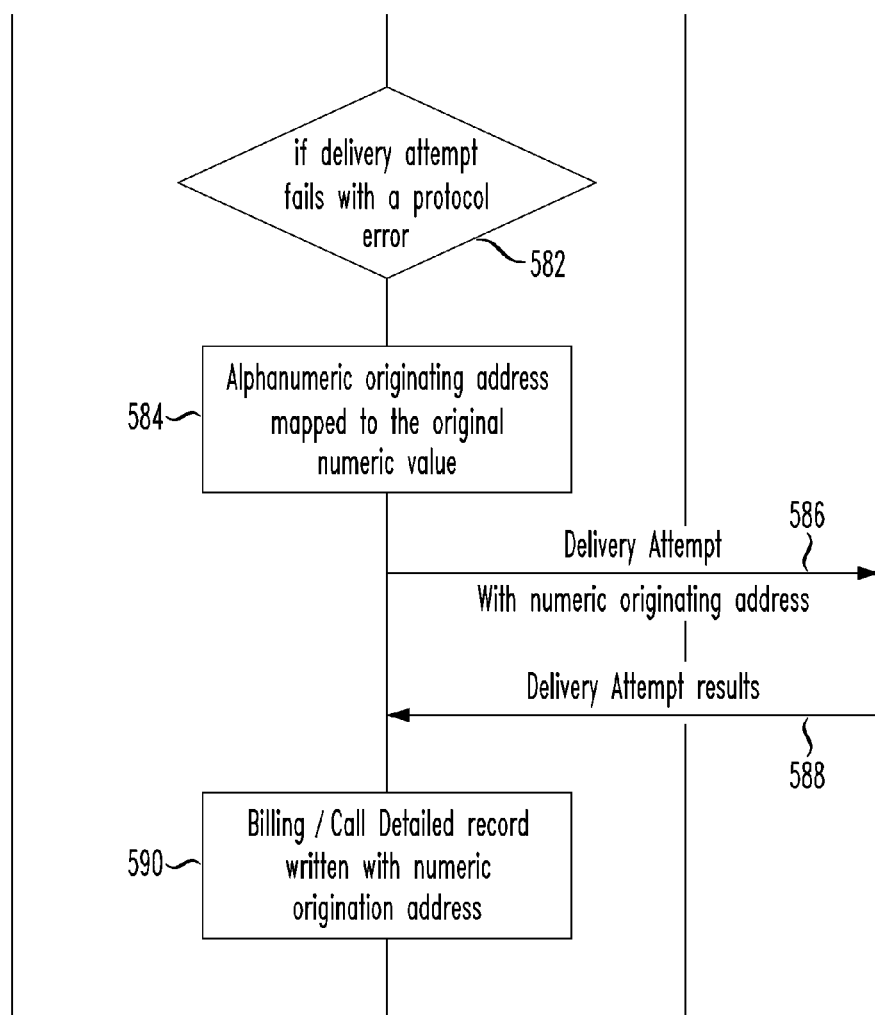 if delivery attempt
fails with a protocol
error
582
Alphanumeric originating address
mapped to the original
numeric value
584
586
Delivery Attempt
With numeric originating address
Delivery Attempt results
588
Billing / Call Detailed record
written with numeric
origination address
590